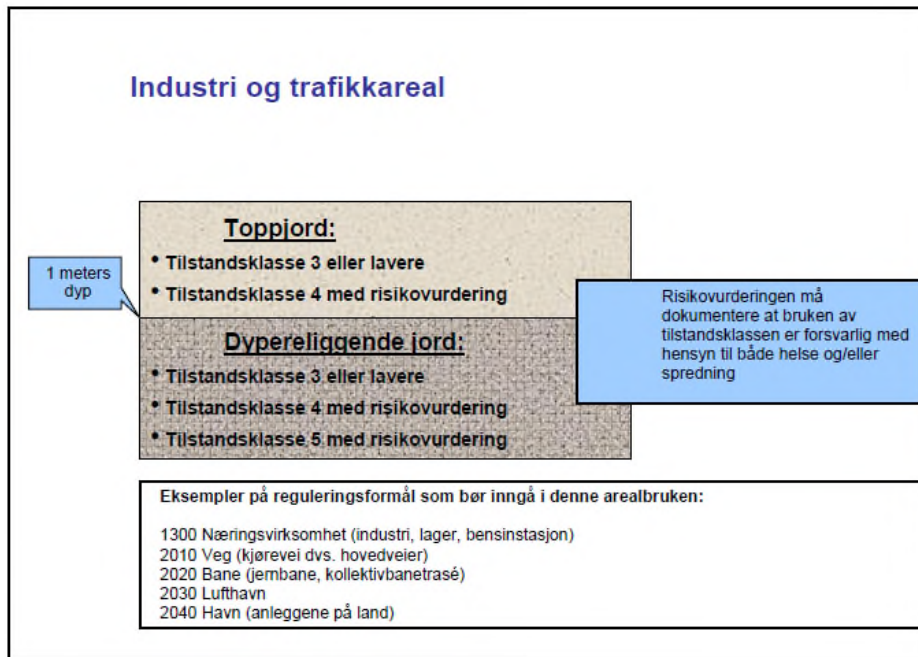 Industri og trafikkareal
Toppjord:
• Tilstandsklasse 3 eller lavere
• Tilstandsklasse 4 med risikovurdering
1 meters
dyp
Dypereliggende jord:
• Tilstandsklasse 3 eller lavere
• Tilstandsklasse 4 med risikovurdering
• Tilstandsklasse 5 med risikovurdering
Risikovurderingen må
dokumentere at bruken av
tilstandsklassen er forsvarlig med
hensyn til både helse og/eller
spredning
Eksempler på reguleringsformål som bør inngå i denne arealbruken:
1300 Næringsvirksomhet (industri, lager, bensinstasjon)
2010 Veg (kjørevei dvs. hovedveier)
2020 Bane (jernbane, kollektivbanetrasé)
2030 Lufthavn
2040 Havn (anleggene på land)